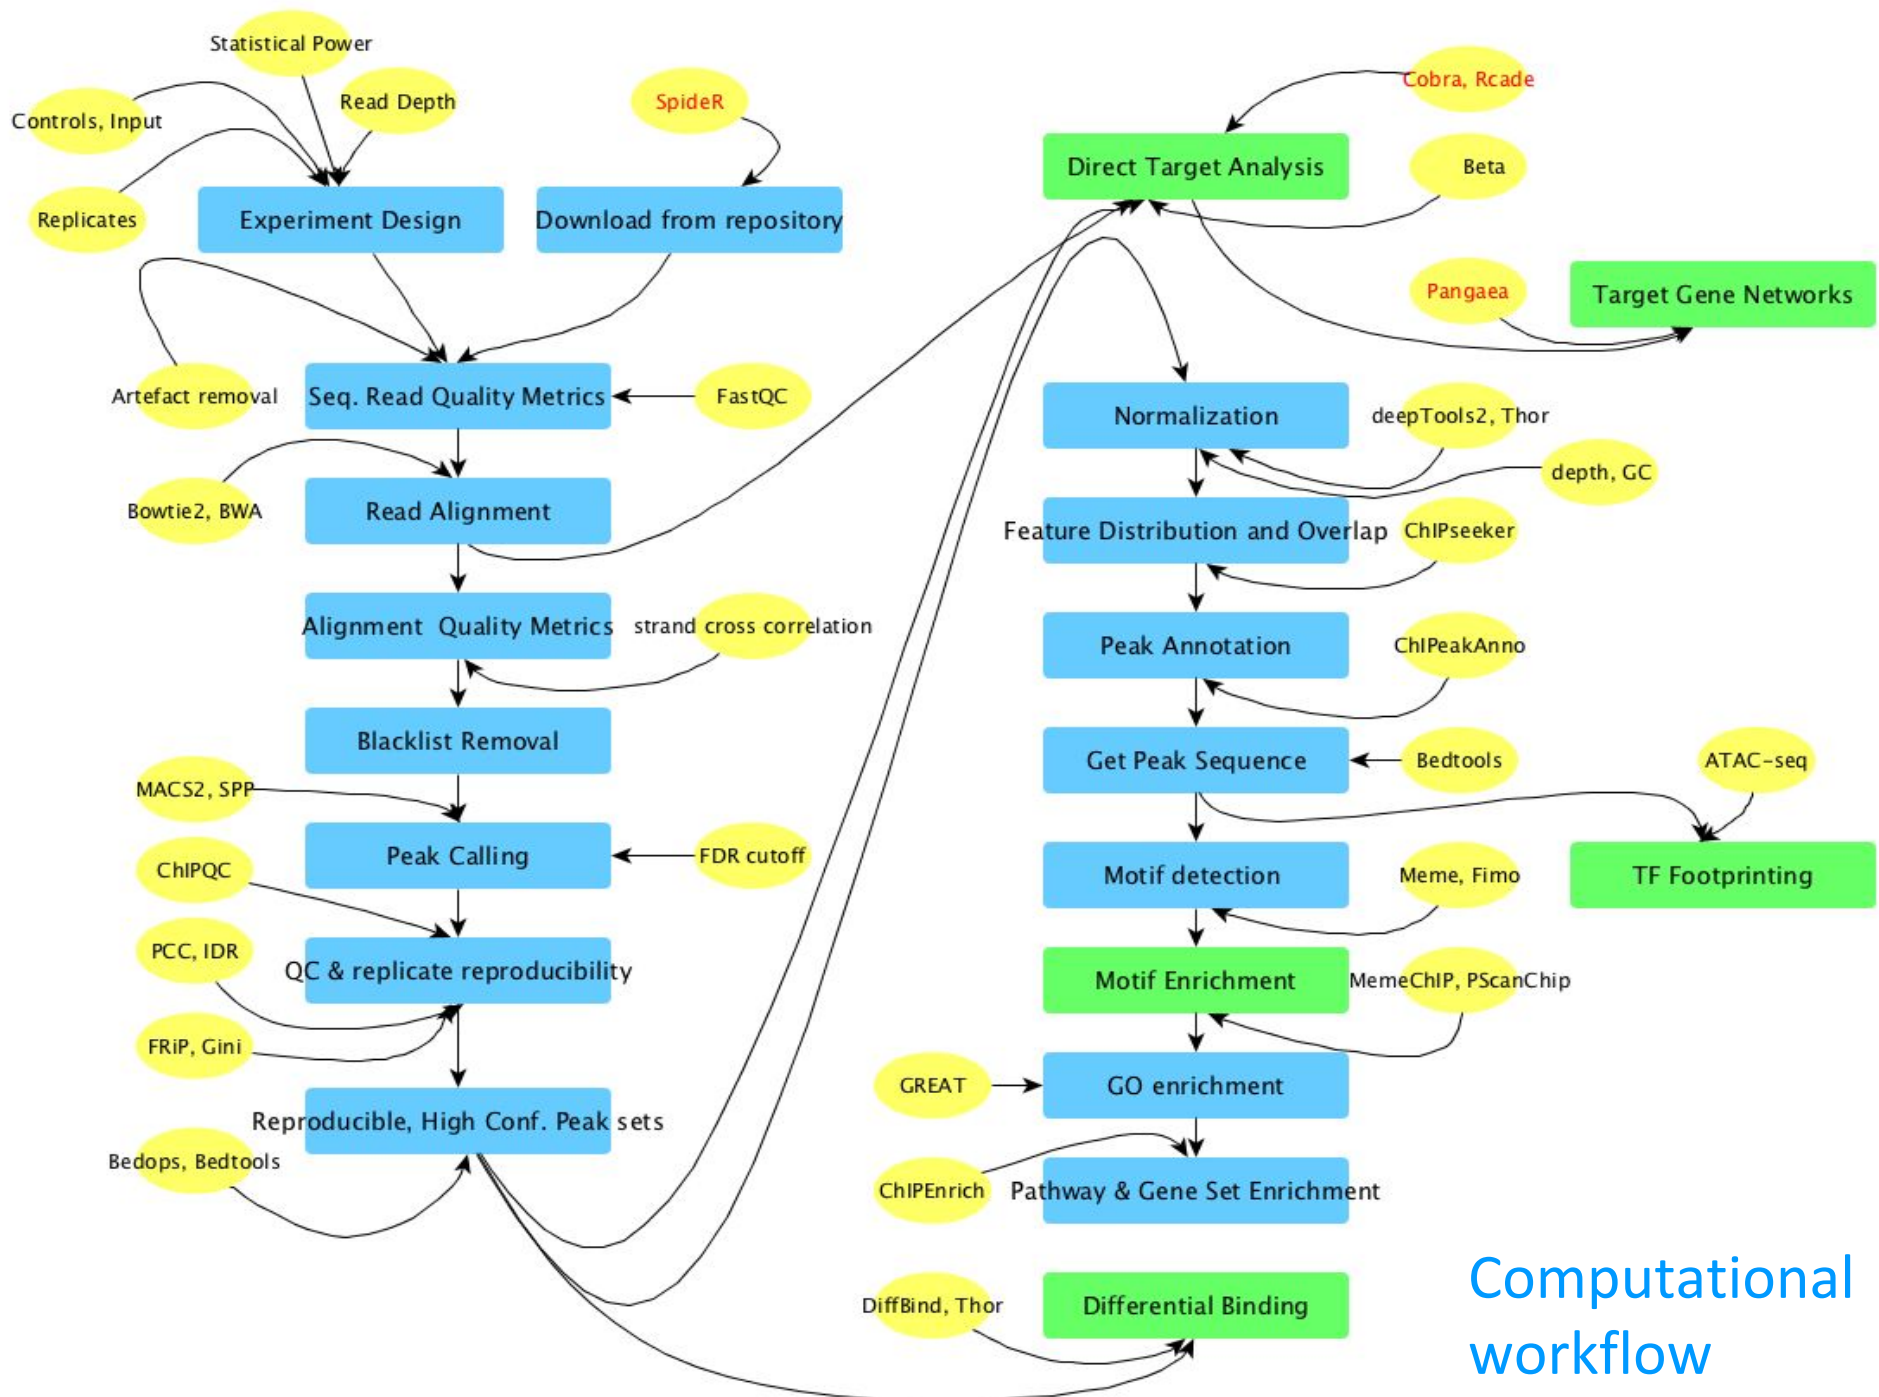 Statistical Power
Controls, Input
Read Depth
Replicates
SpideR
Experiment Design
Download from repository
Artefact removal
Seq. Read Quality Metrics
FastQC
Bowtie2, BWA
Read Alignment
Alignment  Quality Metrics
strand cross correlation
Blacklist Removal
MACS2, SPP
Peak Calling
FDR cutoff
ChIPQC
PCC, IDR
QC & replicate reproducibility
FRiP, Gini
Reproducible, High Conf. Peak sets
Bedops, Bedtools
Cobra, Rcade
Direct Target Analysis
Beta
Pangaea
Target Gene Networks
Normalization
deepTools2, Thor
depth, GC
Feature Distribution and Overlap
ChIPseeker
Peak Annotation
ChIPeakAnno
Get Peak Sequence
Bedtools
ATAC-seq
Motif detection
Meme, Fimo
TF Footprinting
Motif Enrichment
MemeChIP, PScanChip
GREAT
GO enrichment
ChIPEnrich
Pathway & Gene Set Enrichment
DiffBind, Thor
Differential Binding
Computational
workflow